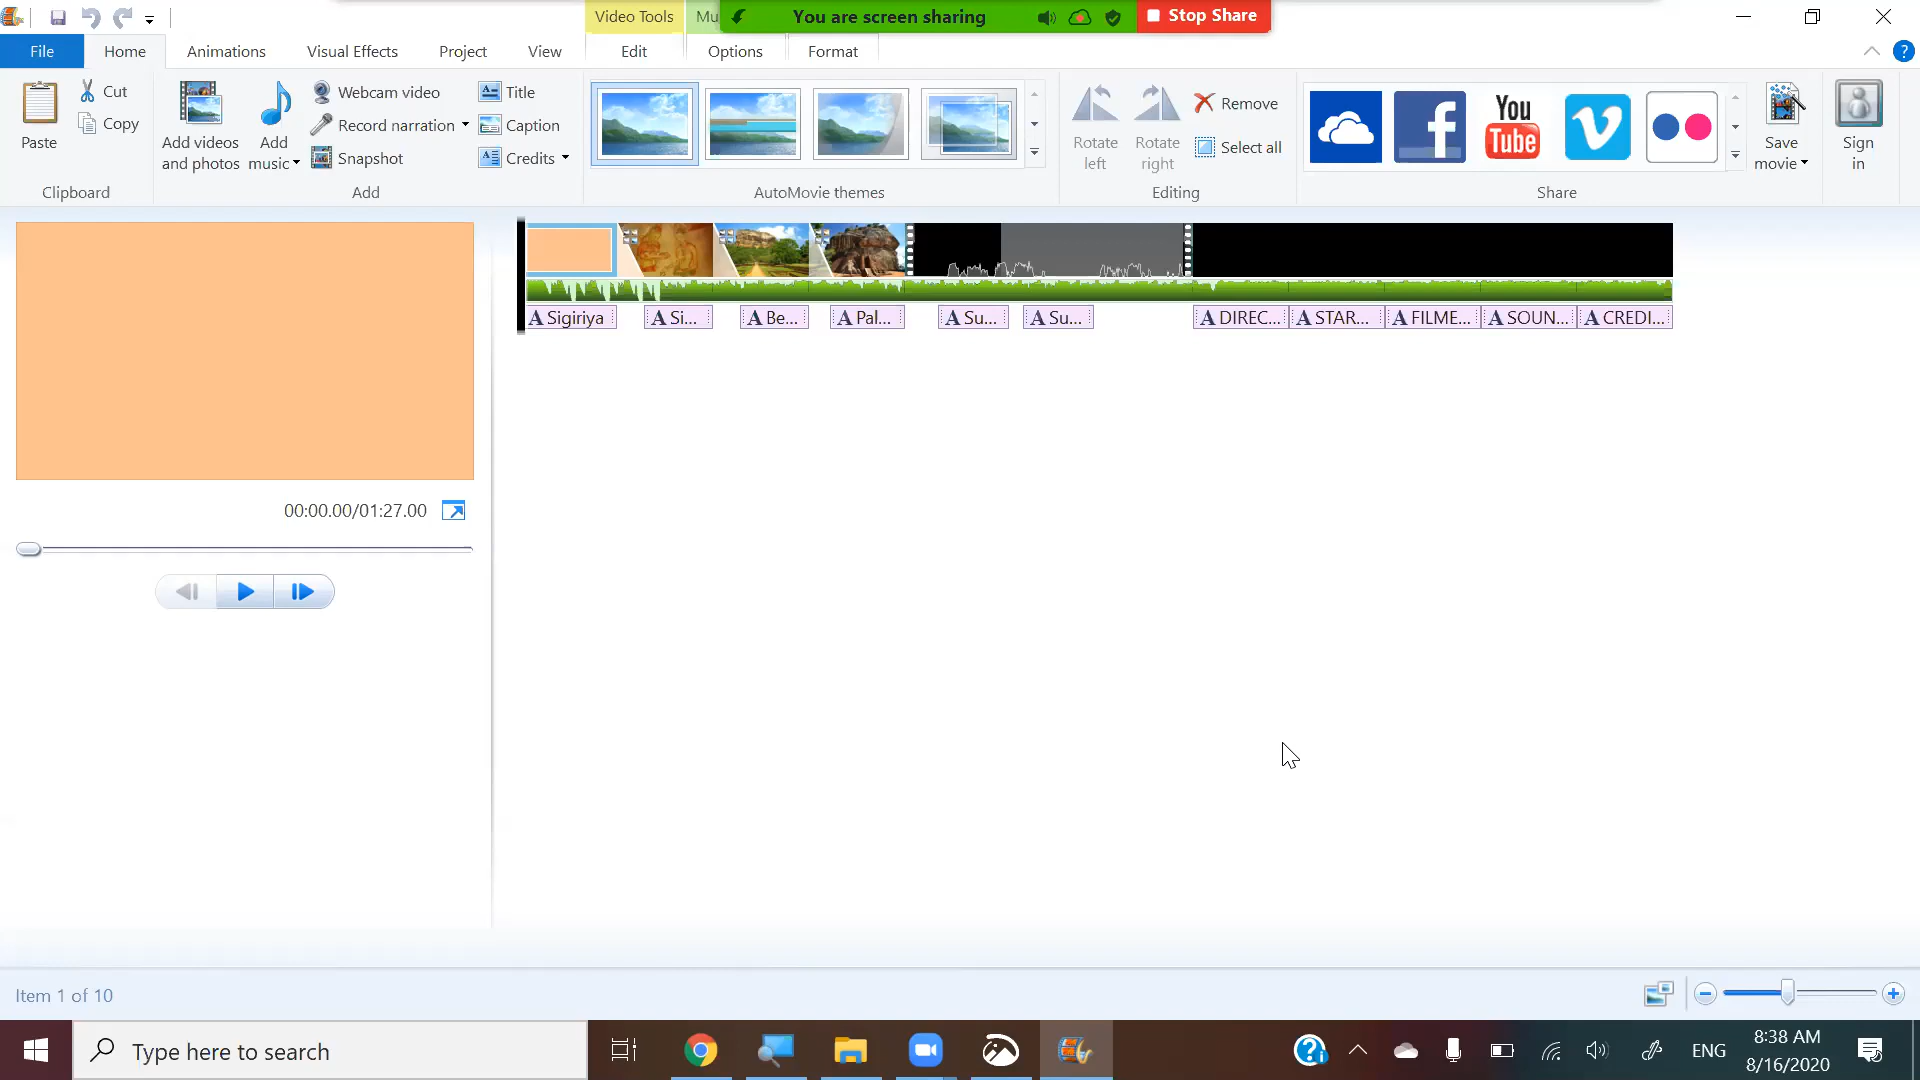 Video Tools
Mu
You are screen sharing
Stop Share
File
Home
Animations
Visual Effects
Project
View
Edit
Options
Format
?
Paste
Cut
Copy
Clipboard
Add videos
and photos
Add
music
Webcam video
Record narration
Snapshot
Title
Caption
Credits
Add
AutoMovie themes
Rotate
left
Rotate
right
Remove
Select all
Editing
f
You
Tube
Share
Save
movie
Sign
in
A Sigiriya
A Si...
A Be...
A Pal...
A Su...
A Su...
A DIREC...
A STAR...
A FILME...
A SOUN...
A CREDI...
00:00.00/01:27.00
Item 1 of 10
Type here to search
ENG
8:38 AM
8/16/2020